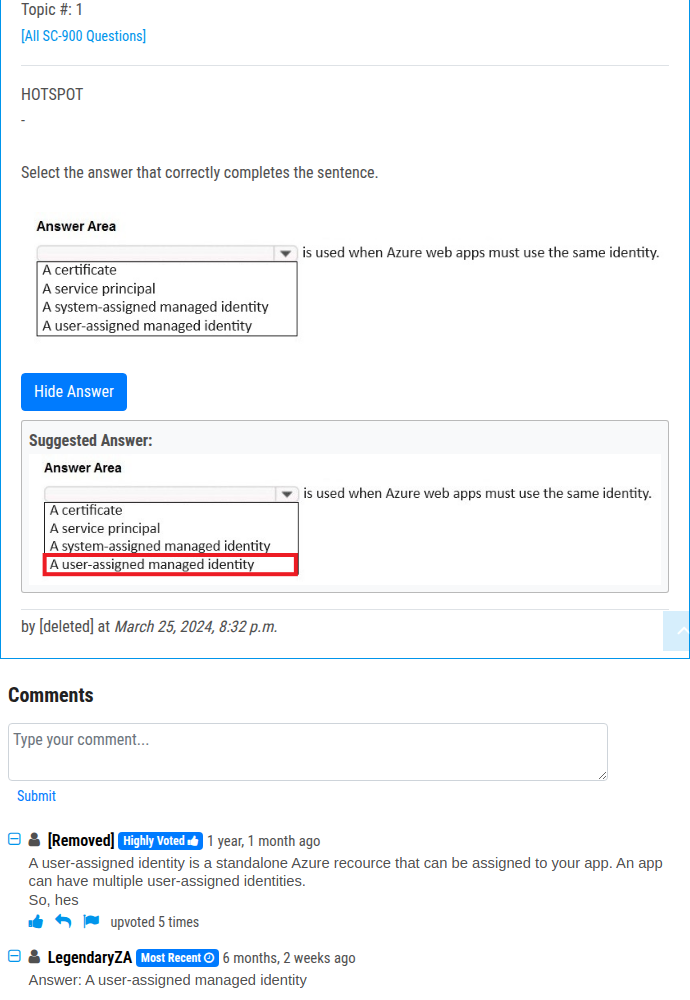 Topic #: 1
[All SC-900 Questions]
HOTSPOT
-
Select the answer that correctly completes the sentence.
Answer Area
is used when Azure web apps must use the same identity.
A certificate
A service principal
A system-assigned managed identity
A user-assigned managed identity
Hide Answer
Suggested Answer:
Answer Area
is used when Azure web apps must use the same identity.
A certificate
A service principal
A system-assigned managed identity
A user-assigned managed identity
by [deleted] at March 25, 2024, 8:32 p.m.
Comments
Type your comment...
Submit
[Removed] Highly Voted 1 year, 1 month ago
A user-assigned identity is a standalone Azure recource that can be assigned to your app. An app
can have multiple user-assigned identities.
So, hes
upvoted 5 times
LegendaryZA Most Recent 6 months, 2 weeks ago
Answer: A user-assigned managed identity